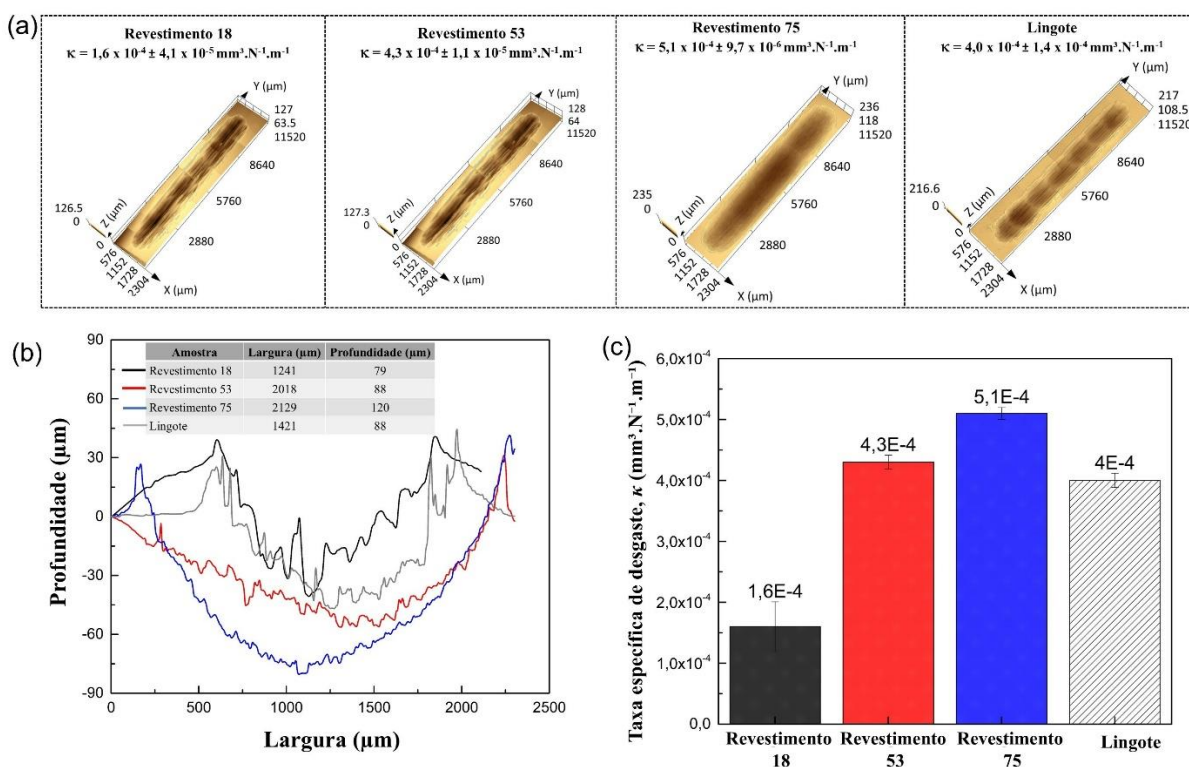 (a)
Revestimento 18
κ = 1,6 x 10⁻⁴ ± 4,1 x 10⁻⁵ mm³.N⁻¹.m⁻¹
Y (μm)
127
63.5
11520
8640
5760
2880
126.5
0
Z (μm)
0
576
1152
1728
2304
X (μm)
Revestimento 53
κ = 4,3 x 10⁻⁴ ± 1,1 x 10⁻⁵ mm³.N⁻¹.m⁻¹
Y (μm)
128
64
11520
8640
5760
2880
127.3
0
Z (μm)
0
576
1152
1728
2304
X (μm)
Revestimento 75
κ = 5,1 x 10⁻⁴ ± 9,7 x 10⁻⁶ mm³.N⁻¹.m⁻¹
Y (μm)
236
118
11520
8640
5760
2880
235
0
Z (μm)
0
576
1152
1728
2304
X (μm)
Lingote
κ = 4,0 x 10⁻⁴ ± 1,4 x 10⁻⁴ mm³.N⁻¹.m⁻¹
Y (μm)
217
108.5
11520
8640
5760
2880
216.6
0
Z (μm)
0
576
1152
1728
2304
X (μm)
(b)
Profundidade (μm)
90
60
30
0
-30
-60
-90
Amostra Largura (μm) Profundidade (μm)
Revestimento 18 1241 79
Revestimento 53 2018 88
Revestimento 75 2129 120
Lingote 1421 88
0 500 1000 1500 2000 2500
Largura (μm)
(c)
Taxa específica de desgaste, κ (mm³.N⁻¹.m⁻¹)
6,0x10⁻⁴
5,0x10⁻⁴
4,0x10⁻⁴
3,0x10⁻⁴
2,0x10⁻⁴
1,0x10⁻⁴
0,0
1,6E-4
4,3E-4
5,1E-4
4E-4
Revestimento 18
Revestimento 53
Revestimento 75
Lingote